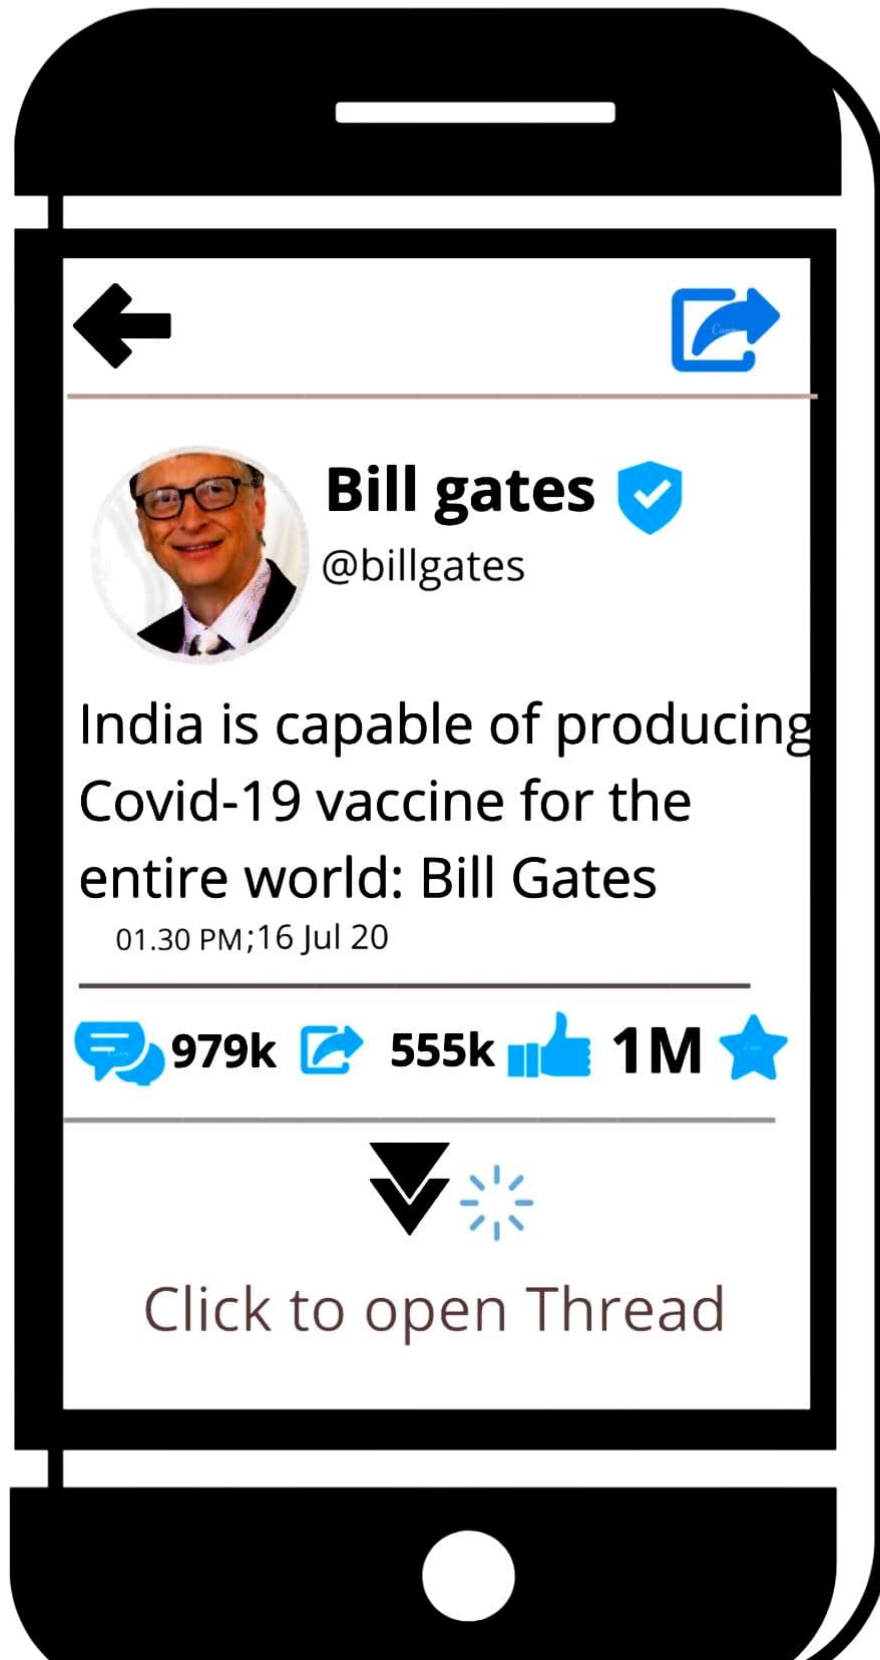 Bill gates
@billgates
India is capable of producing
Covid-19 vaccine for the
entire world: Bill Gates
01.30 PM;16 Jul 20
979k 555k 1M
Click to open Thread